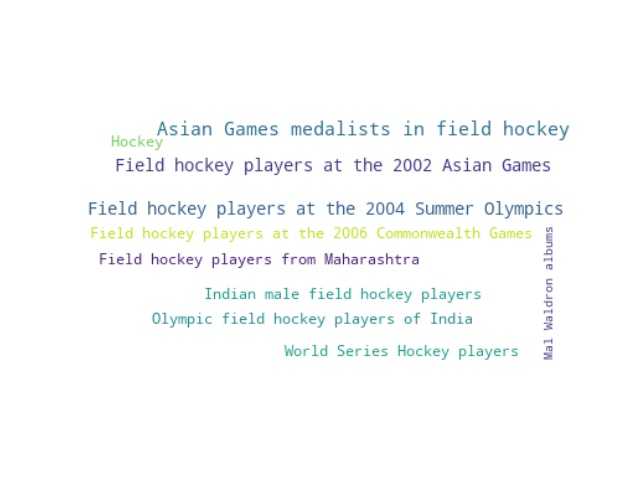 Asian Games medalists in field hockey
Hockey
Field hockey players at the 2002 Asian Games
Field hockey players at the 2004 Summer Olympics
Field hockey players at the 2006 Commonwealth Games
Mal Waldron albums
Field hockey players from Maharashtra
Indian male field hockey players
Olympic field hockey players of India
World Series Hockey players